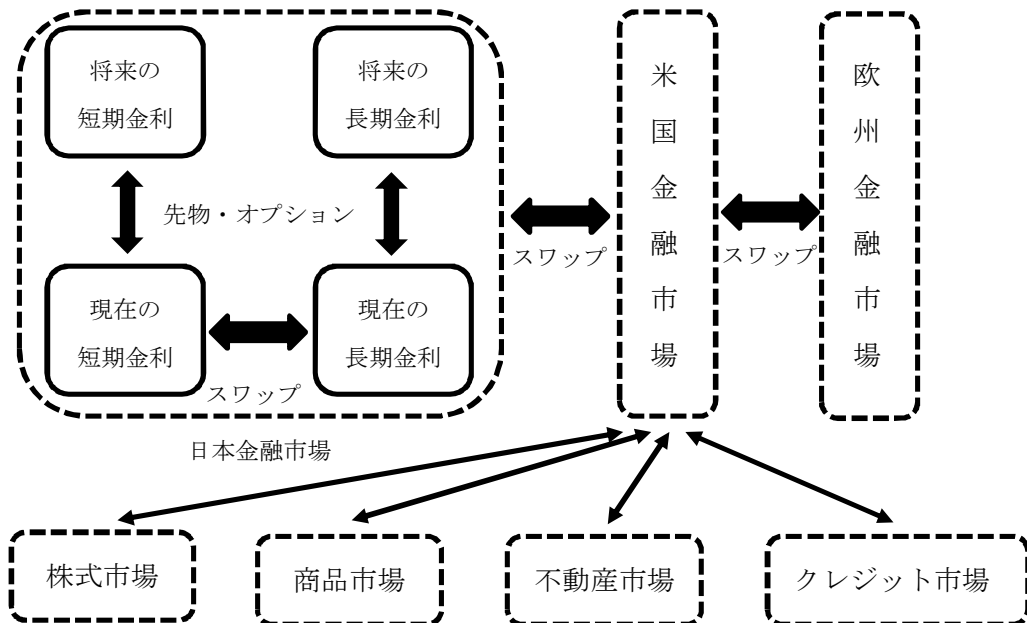 将来の
短期金利
将来の
長期金利
先物・オプション
現在の
短期金利
現在の
長期金利
スワップ
日本金融市場
スワップ
米国金融市場
スワップ
欧州金融市場
株式市場
商品市場
不動産市場
クレジット市場